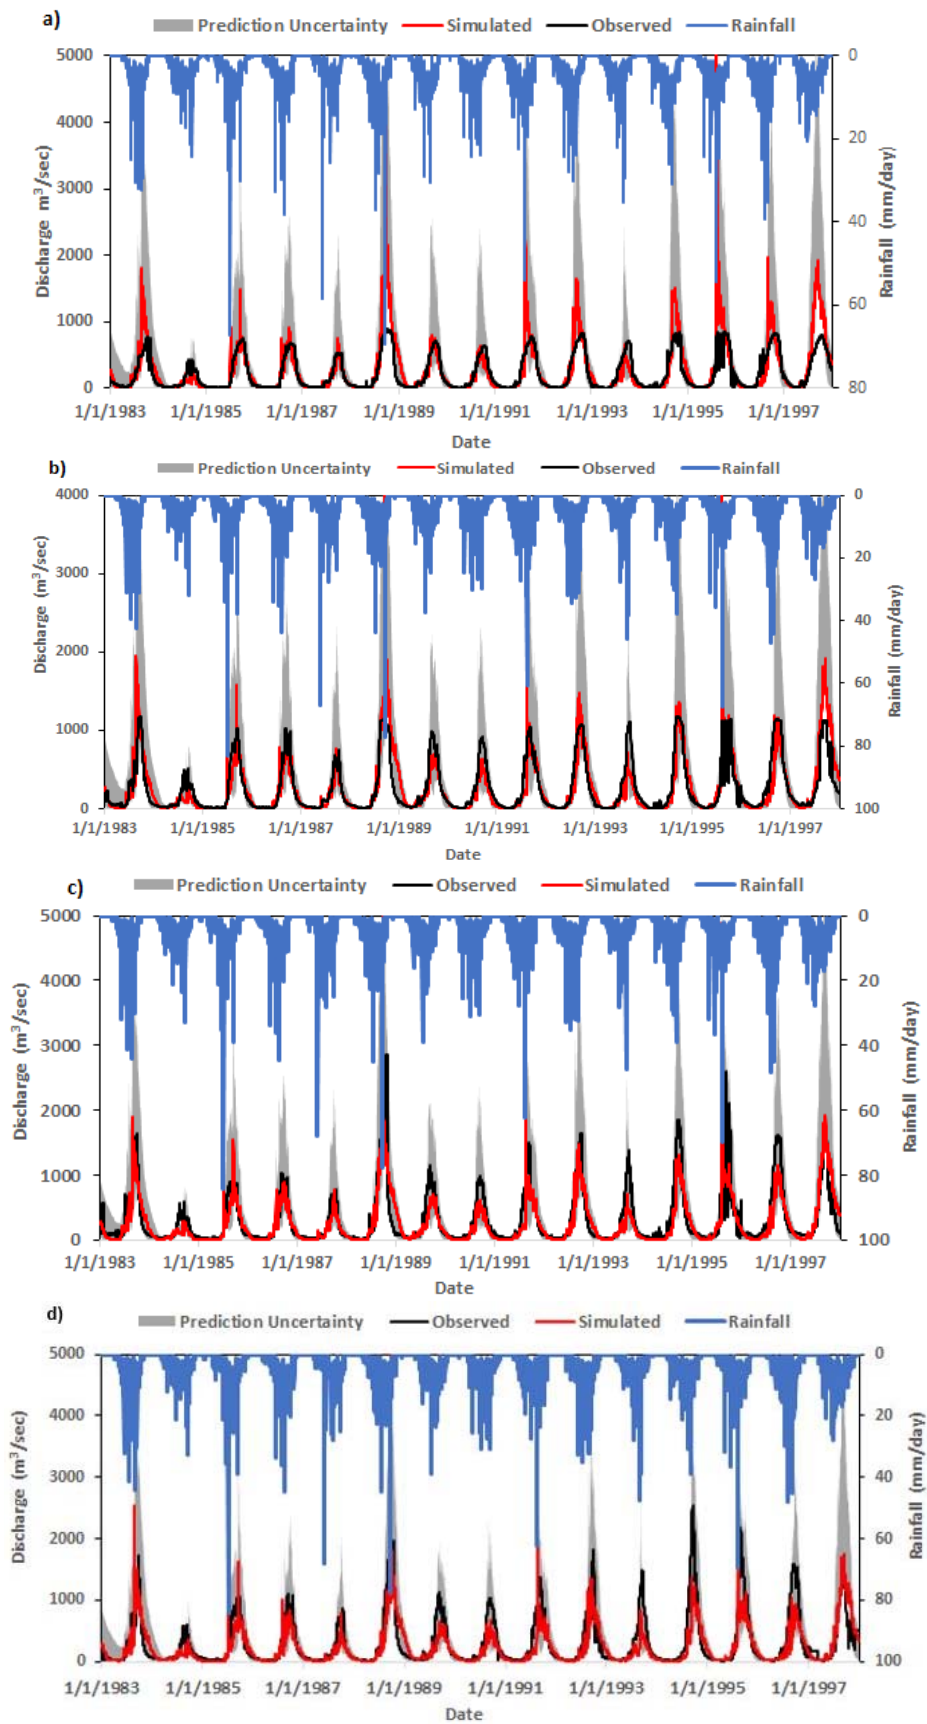 a)
Prediction Uncertainty Simulated Observed Rainfall
5000 4000 3000 2000 1000 0
Discharge m³/sec)
0 20 40 60 80
Rainfall (mm/day)
1/1/1983 1/1/1985 1/1/1987 1/1/1989 1/1/1991 1/1/1993 1/1/1995 1/1/1997
Date
b)
Prediction Uncertainty Simulated Observed Rainfall
4000 3000 2000 1000 0
Discharge (m³/sec)
0 20 40 60 80 100
Rainfall (mm/day)
1/1/1983 1/1/1985 1/1/1987 1/1/1989 1/1/1991 1/1/1993 1/1/1995 1/1/1997
Date
c)
Prediction Uncertainty Observed Simulated Rainfall
5000 4000 3000 2000 1000 0
Discharge (m³/sec)
0 20 40 60 80 100
Rainfall (mm/day)
1/1/1983 1/1/1985 1/1/1987 1/1/1989 1/1/1991 1/1/1993 1/1/1995 1/1/1997
Date
d)
Prediction Uncertainty Observed Simulated Rainfall
5000 4000 3000 2000 1000 0
Discharge (m³/sec)
0 20 40 60 80 100
Rainfall (mm/day)
1/1/1983 1/1/1985 1/1/1987 1/1/1989 1/1/1991 1/1/1993 1/1/1995 1/1/1997
Date